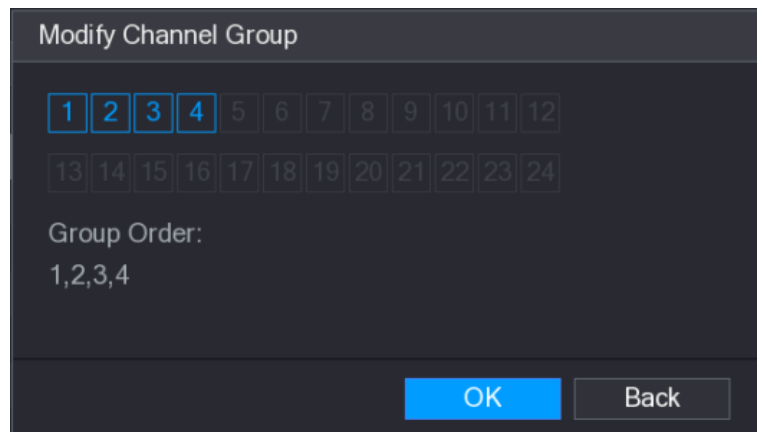 Modify Channel Group
1 2 3 4 5 6 7 8 9 10 11 12
13 14 15 16 17 18 19 20 21 22 23 24
Group Order:
1,2,3,4
OK Back